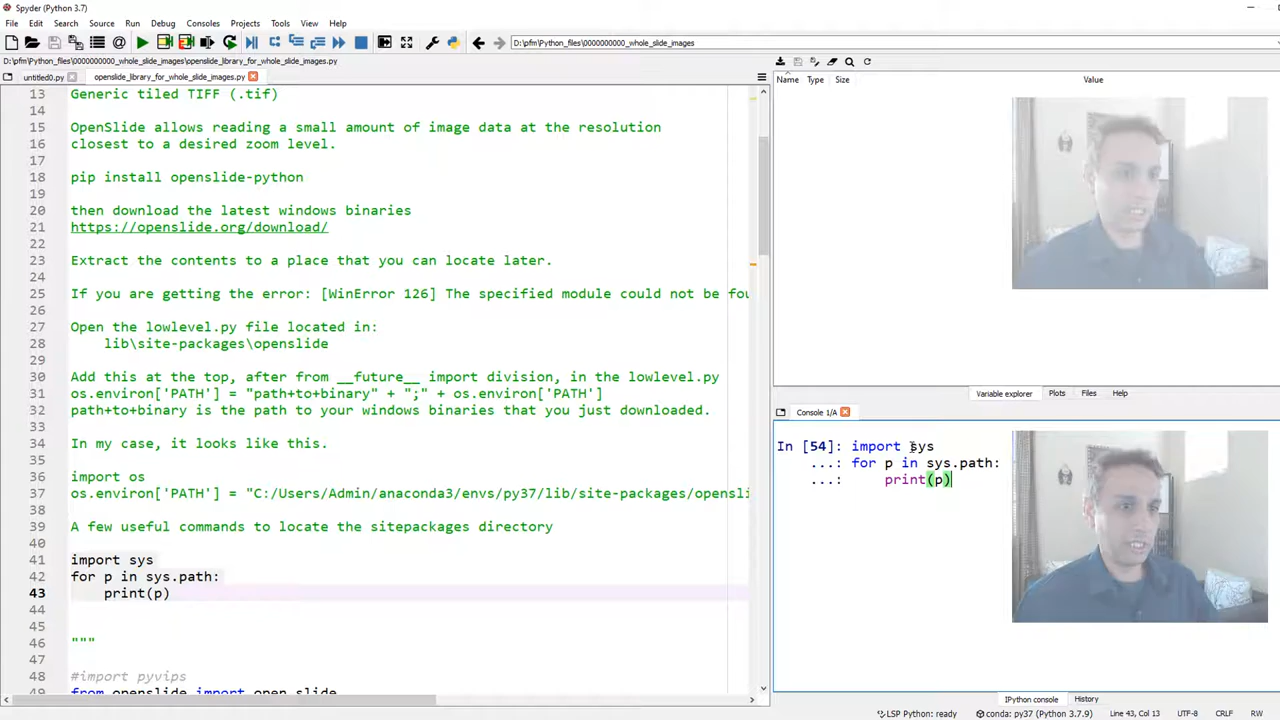 Spyder (Python 3.7)
File Edit Search Source Run Debug Consoles Projects Tools View Help
D:\pfm\Python_files\0000000000_whole_slide_images
D:\pfm\Python_files\0000000000_whole_slide_images\openslide_library_for_whole_slide_images.py
untitled0.py openslide_library_for_whole_slide_images.py
13 Generic tiled TIFF (.tif)
14
15 OpenSlide allows reading a small amount of image data at the resolution
16 closest to a desired zoom level.
17
18 pip install openslide-python
19
20 then download the latest windows binaries
21 https://openslide.org/download/
22
23 Extract the contents to a place that you can locate later.
24
25 If you are getting the error: [WinError 126] The specified module could not be fou
26
27 Open the lowlevel.py file located in:
28 lib\site-packages\openslide
29
30 Add this at the top, after from __future__ import division, in the lowlevel.py
31 os.environ['PATH'] = "path+to+binary" + ";" + os.environ['PATH']
32 path+to+binary is the path to your windows binaries that you just downloaded.
33
34 In my case, it looks like this.
35
36 import os
37 os.environ['PATH'] = "C:/Users/Admin/anaconda3/envs/py37/lib/site-packages/opensli
38
39 A few useful commands to locate the sitepackages directory
40
41 import sys
42 for p in sys.path:
43 print(p)
44
45
46 """
47
48 #import pyvips
49 from openslide import open_slide
Name Type Size Value
Variable explorer Plots Files Help
Console 1/A
In [54]: import sys
...: for p in sys.path:
...: print(p)
IPython console History
LSP Python: ready conda: py37 (Python 3.7.9) Line 43, Col 13 UTF-8 CRLF RW